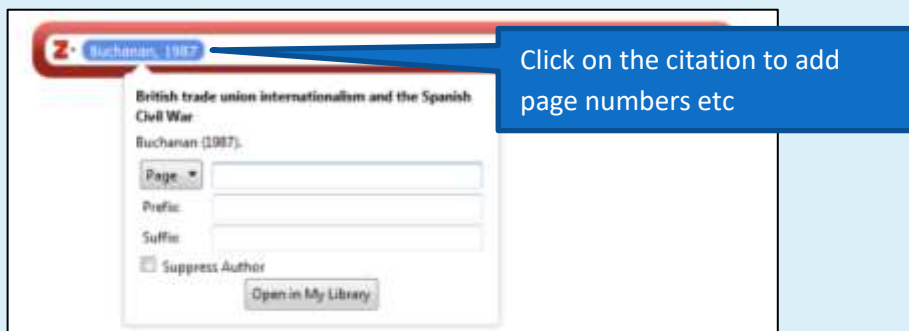 Z Buchanan, 1987
Click on the citation to add
page numbers etc
British trade union internationalism and the Spanish
Civil War
Buchanan (1987).
Page
Prefix:
Suffix:
Suppress Author
Open in My Library